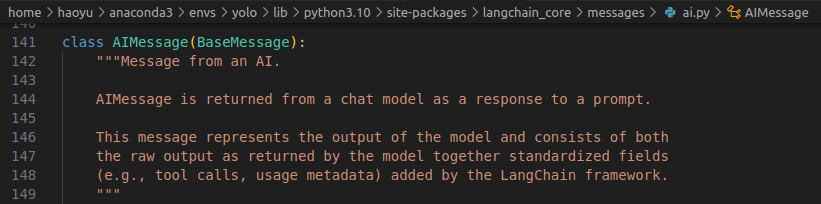 home > haoyu > anaconda3 > envs > yolo > lib > python3.10 > site-packages > langchain_core > messages > ai.py > AIMessage
140
141 class AIMessage(BaseMessage):
142     """Message from an AI.
143
144     AIMessage is returned from a chat model as a response to a prompt.
145
146     This message represents the output of the model and consists of both
147     the raw output as returned by the model together standardized fields
148     (e.g., tool calls, usage metadata) added by the LangChain framework.
149     """